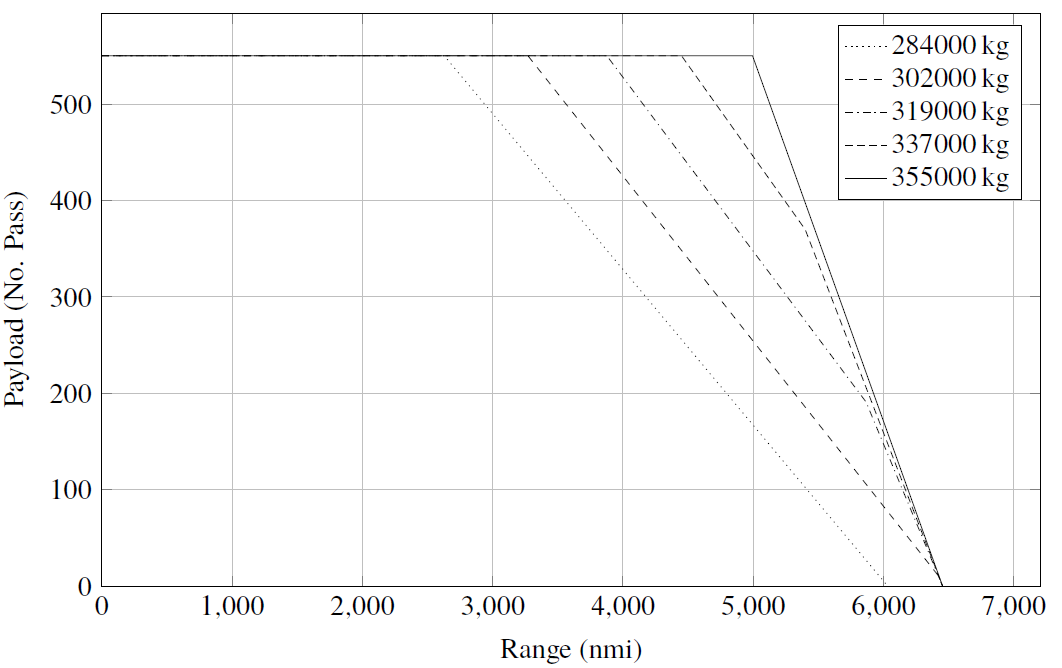 284000 kg
302000 kg
319000 kg
337000 kg
355000 kg
500
400
300
200
100
0
0 1,000 2,000 3,000 4,000 5,000 6,000 7,000
Range (nmi)
Payload (No. Pass)